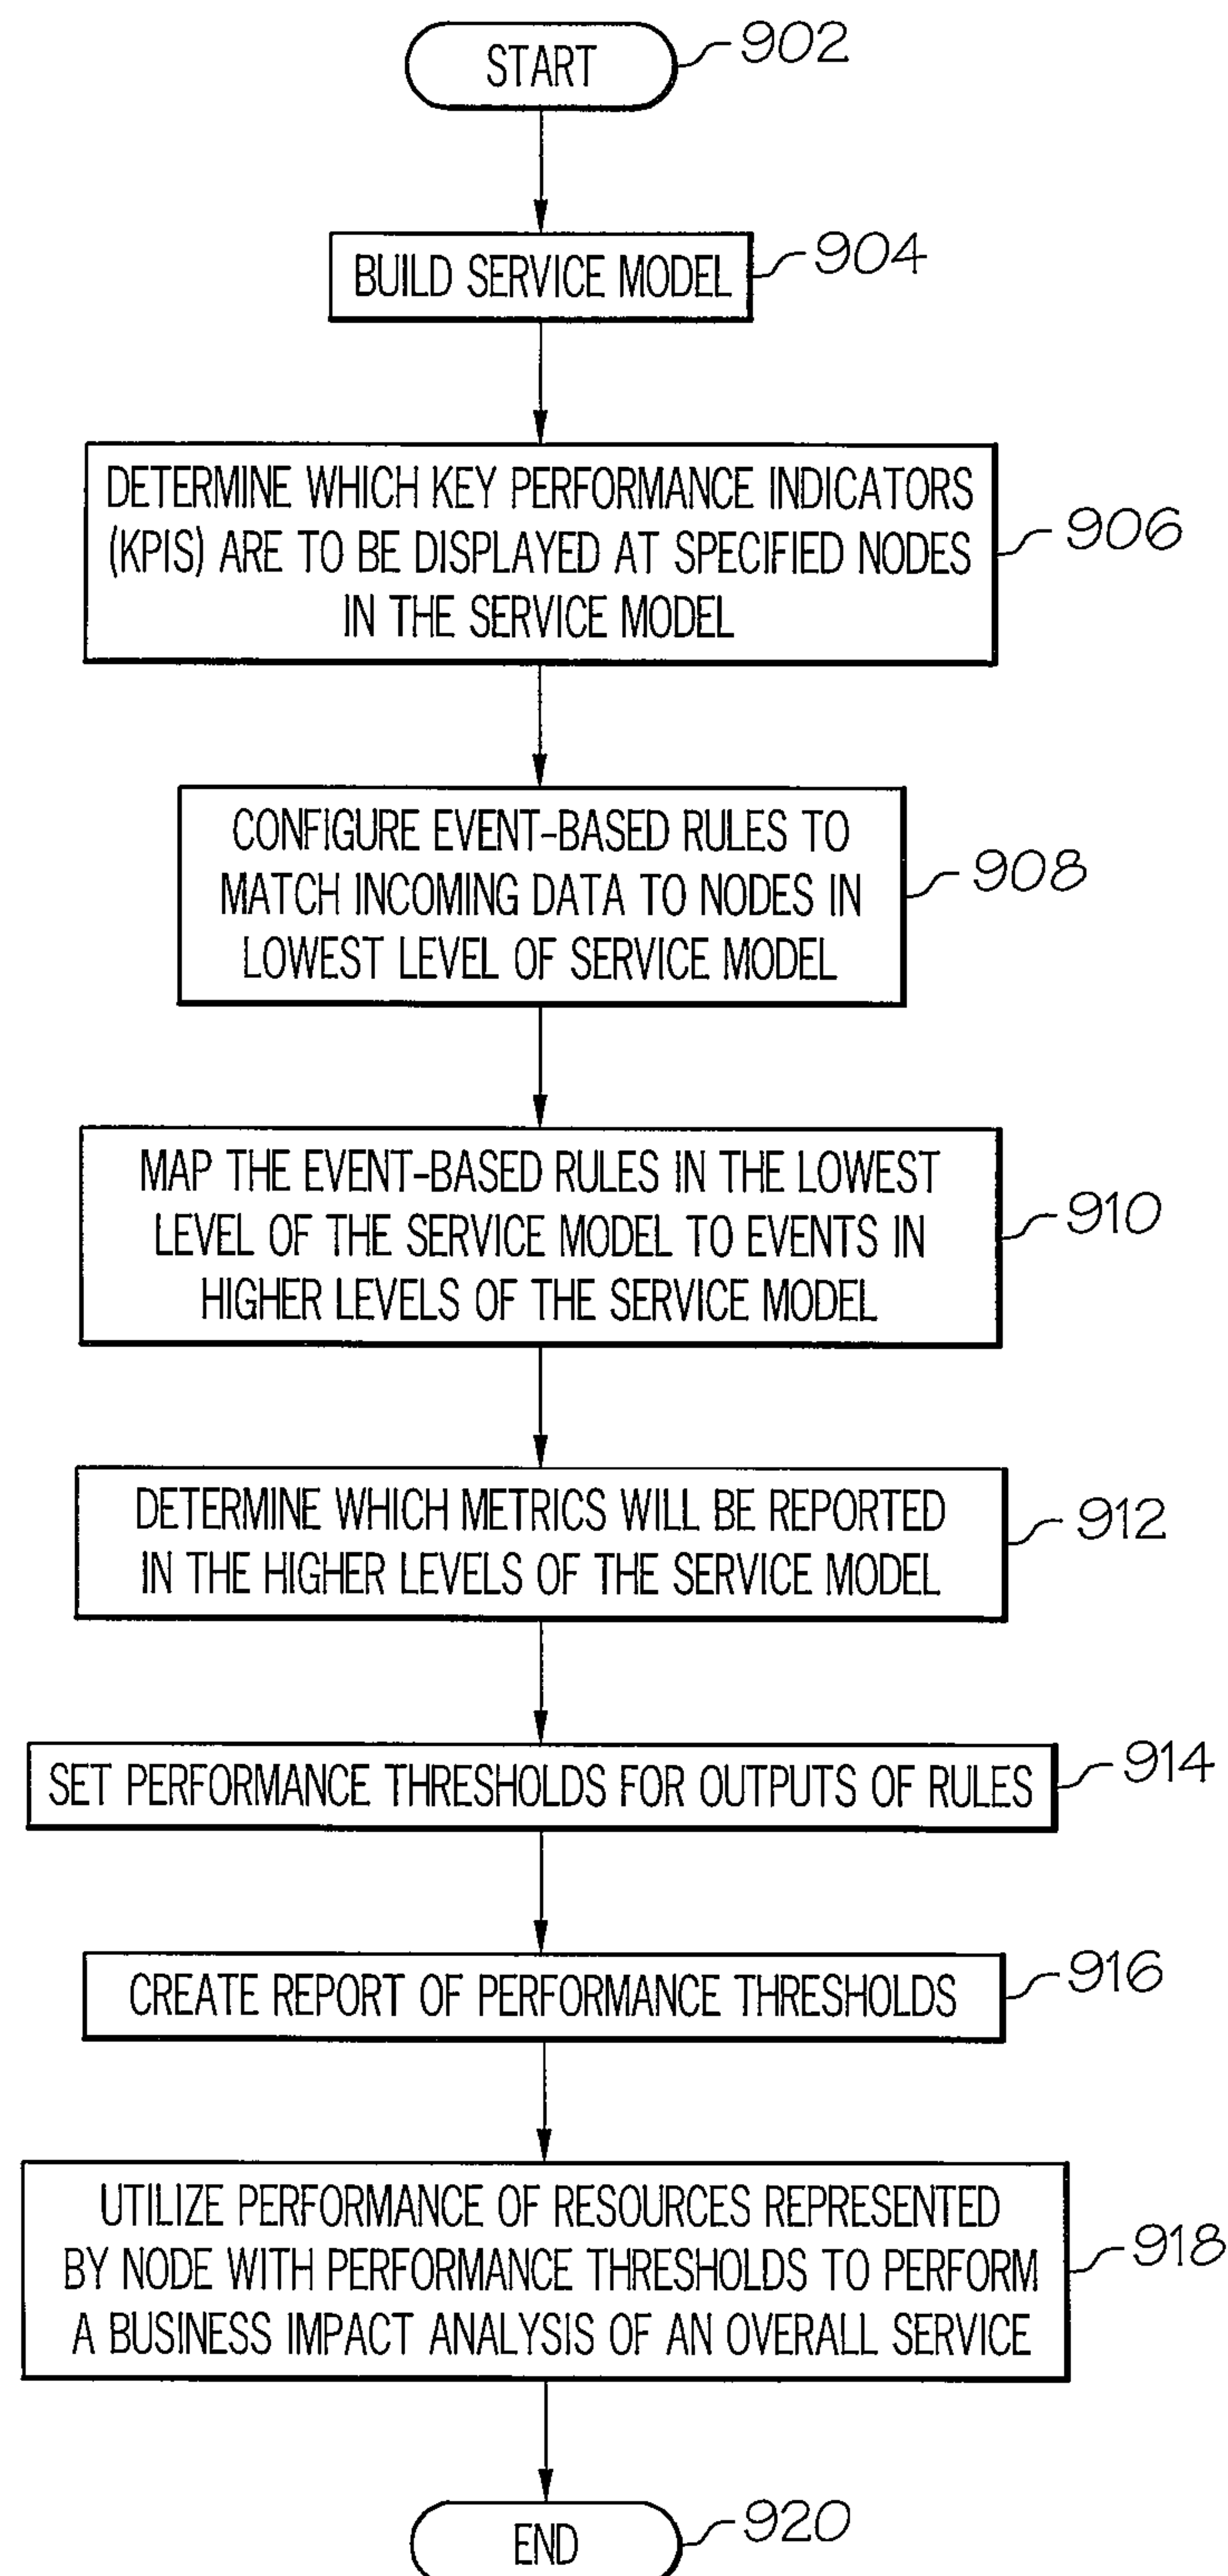 START
902
BUILD SERVICE MODEL
904
DETERMINE WHICH KEY PERFORMANCE INDICATORS
(KPIS) ARE TO BE DISPLAYED AT SPECIFIED NODES
IN THE SERVICE MODEL
906
CONFIGURE EVENT-BASED RULES TO
MATCH INCOMING DATA TO NODES IN
LOWEST LEVEL OF SERVICE MODEL
908
MAP THE EVENT-BASED RULES IN THE LOWEST
LEVEL OF THE SERVICE MODEL TO EVENTS IN
HIGHER LEVELS OF THE SERVICE MODEL
910
DETERMINE WHICH METRICS WILL BE REPORTED
IN THE HIGHER LEVELS OF THE SERVICE MODEL
912
SET PERFORMANCE THRESHOLDS FOR OUTPUTS OF RULES
914
CREATE REPORT OF PERFORMANCE THRESHOLDS
916
UTILIZE PERFORMANCE OF RESOURCES REPRESENTED
BY NODE WITH PERFORMANCE THRESHOLDS TO PERFORM
A BUSINESS IMPACT ANALYSIS OF AN OVERALL SERVICE
918
END
920